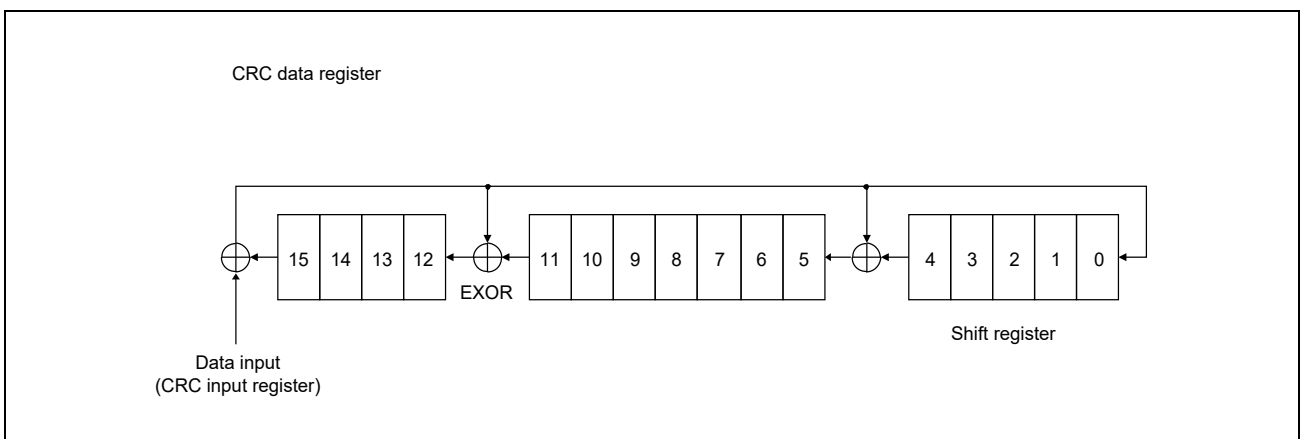 CRC data register
15 14 13 12 11 10 9 8 7 6 5 4 3 2 1 0
EXOR
Shift register
Data input
(CRC input register)